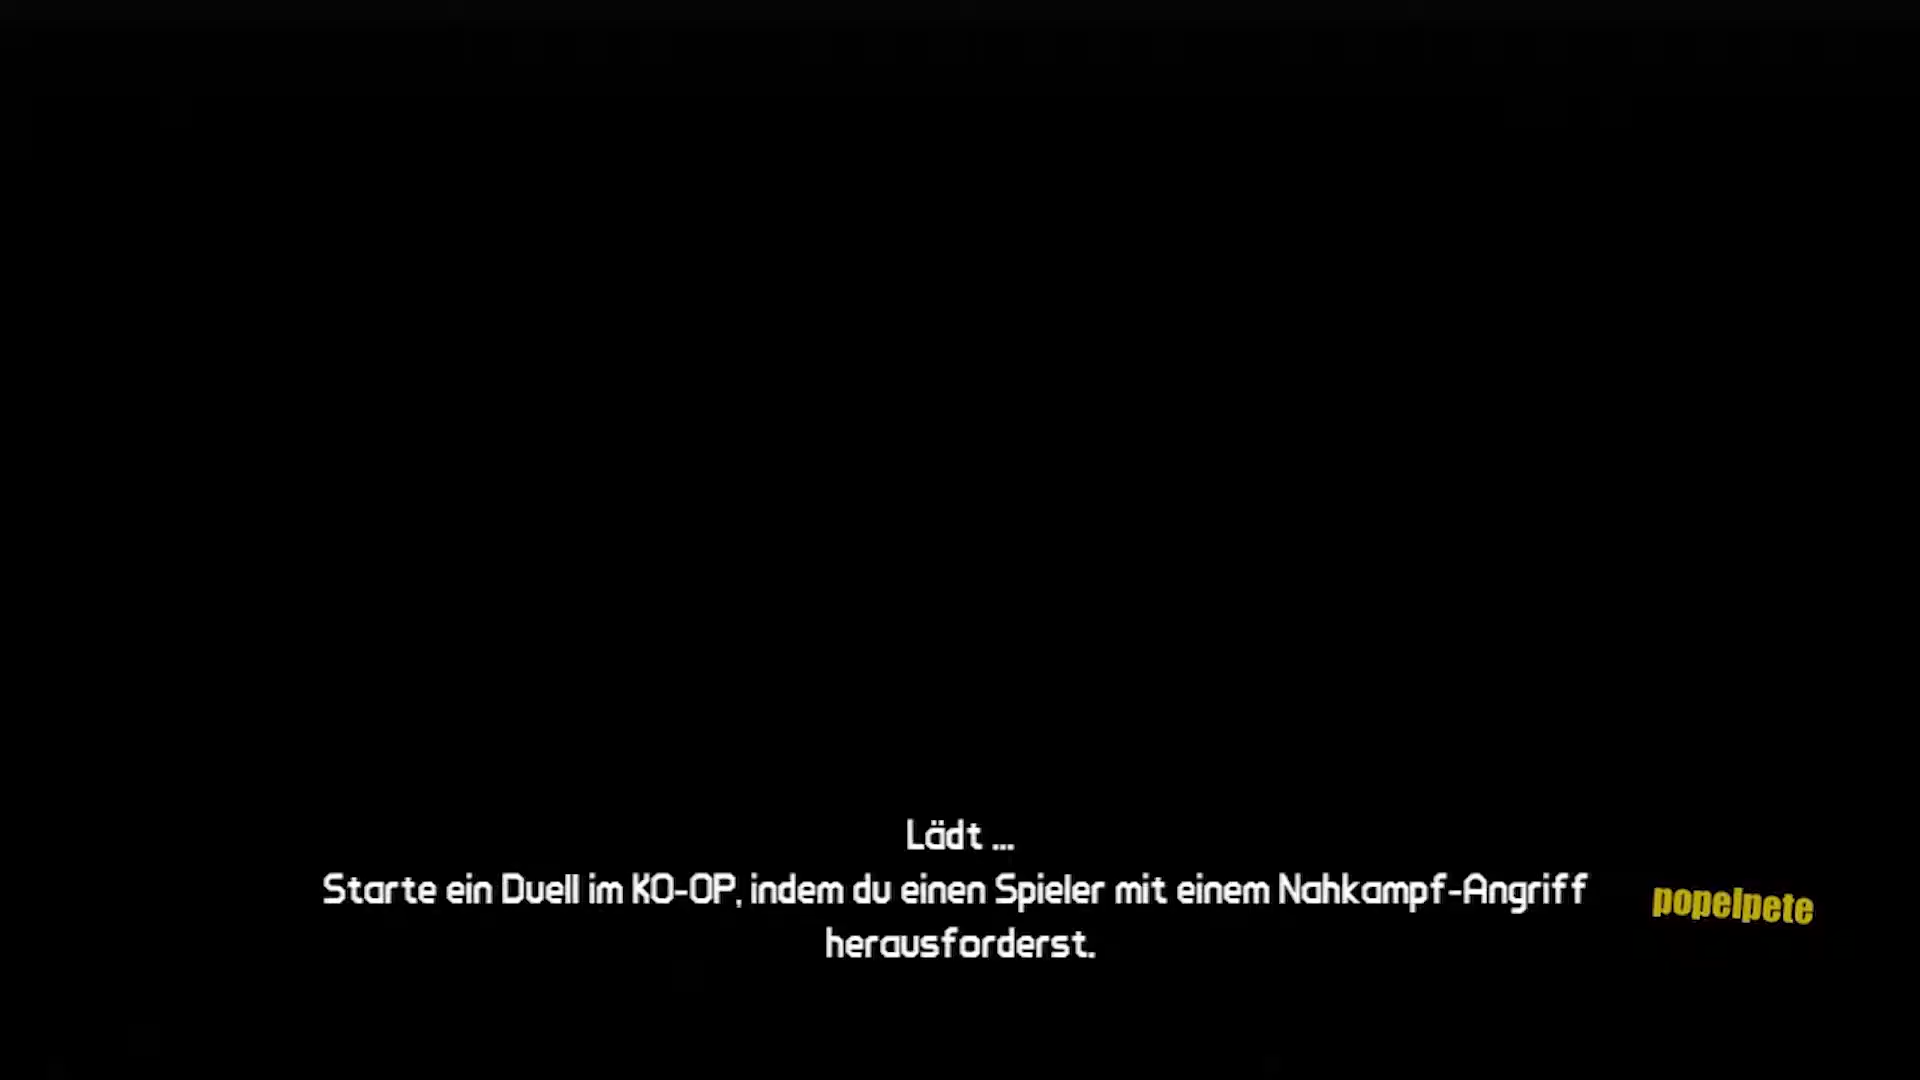 Lädt ...
Starte ein Duell im KO-OP, indem du einen Spieler mit einem Nahkampf-Angriff
herausforderst.
popelpete